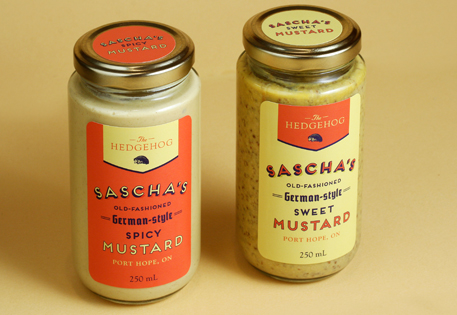 SASCHA'S
SPICY
MUSTARD
The
HEDGEHOG
SASCHA'S
OLD-FASHIONED
German-style
SPICY
MUSTARD
PORT HOPE, ON
250 mL
SASCHA'S
SWEET
MUSTARD
The
HEDGEHOG
SASCHA'S
OLD-FASHIONED
German-style
SWEET
MUSTARD
PORT HOPE, ON
250 mL